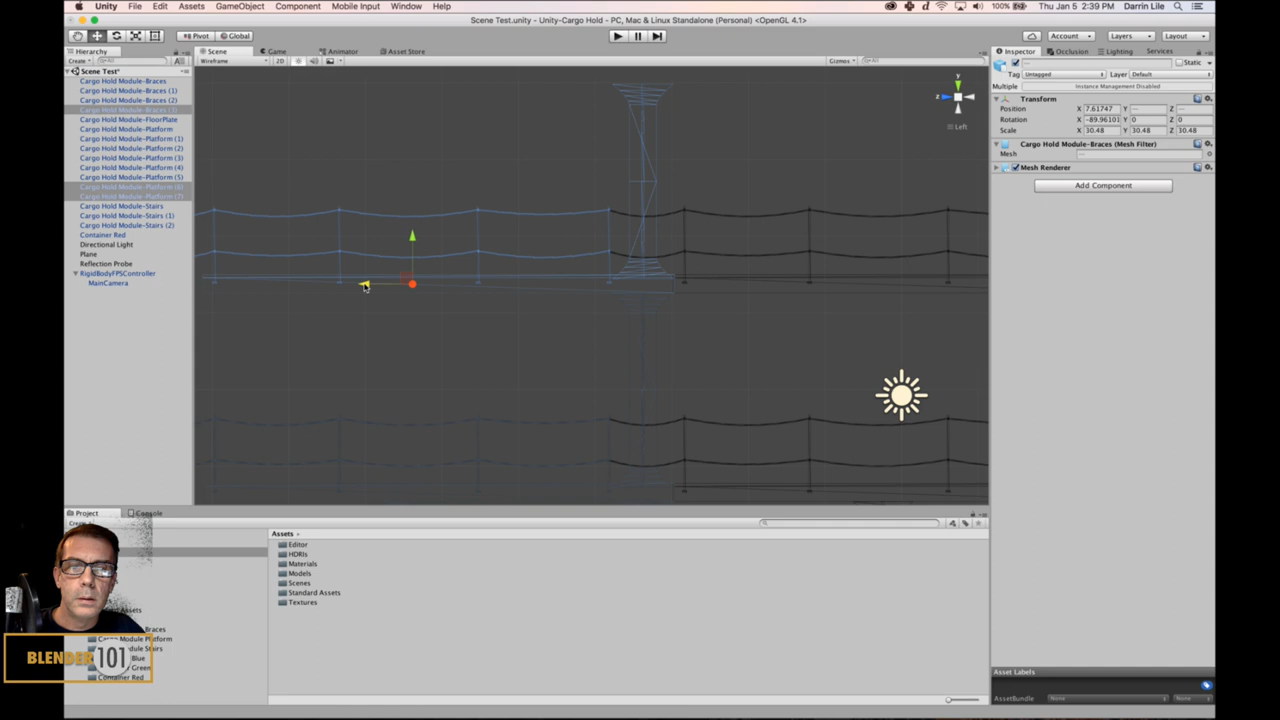 Unity File Edit Assets GameObject Component Mobile Input Window Help
100% Thu Jan 5 2:39 PM Darrin Lile
Scene Test.unity - Unity-Cargo Hold - PC, Mac & Linux Standalone (Personal) <OpenGL 4.1>
Pivot Global
Account Layers Layout
Hierarchy
Create
Scene Test*
Cargo Hold Module-Braces
Cargo Hold Module-Braces (1)
Cargo Hold Module-Braces (2)
Cargo Hold Module-Braces (3)
Cargo Hold Module-FloorPlate
Cargo Hold Module-Platform
Cargo Hold Module-Platform (1)
Cargo Hold Module-Platform (2)
Cargo Hold Module-Platform (3)
Cargo Hold Module-Platform (4)
Cargo Hold Module-Platform (5)
Cargo Hold Module-Platform (6)
Cargo Hold Module-Platform (7)
Cargo Hold Module-Stairs
Cargo Hold Module-Stairs (1)
Cargo Hold Module-Stairs (2)
Container Red
Directional Light
Plane
Reflection Probe
RigidBodyFPSController
MainCamera
Scene Game Animator Asset Store
Wireframe 2D Gizmos All
y
z
Left
Inspector Occlusion Lighting Services
Static
Tag Untagged Layer Default
Multiple Instance Management Disabled
Transform
Position X 7.61747 Y — Z —
Rotation X -89.96101 Y 0 Z 0
Scale X 30.48 Y 30.48 Z 30.48
Cargo Hold Module-Braces (Mesh Filter)
Mesh —
Mesh Renderer
Add Component
Project Console
Assets
Editor
HDRIs
Materials
Models
Scenes
Standard Assets
Textures
Assets
Braces
Cargo Module Platform
Stairs
Blue
Green
Container Red
BLENDER 101
Asset Labels
AssetBundle None None